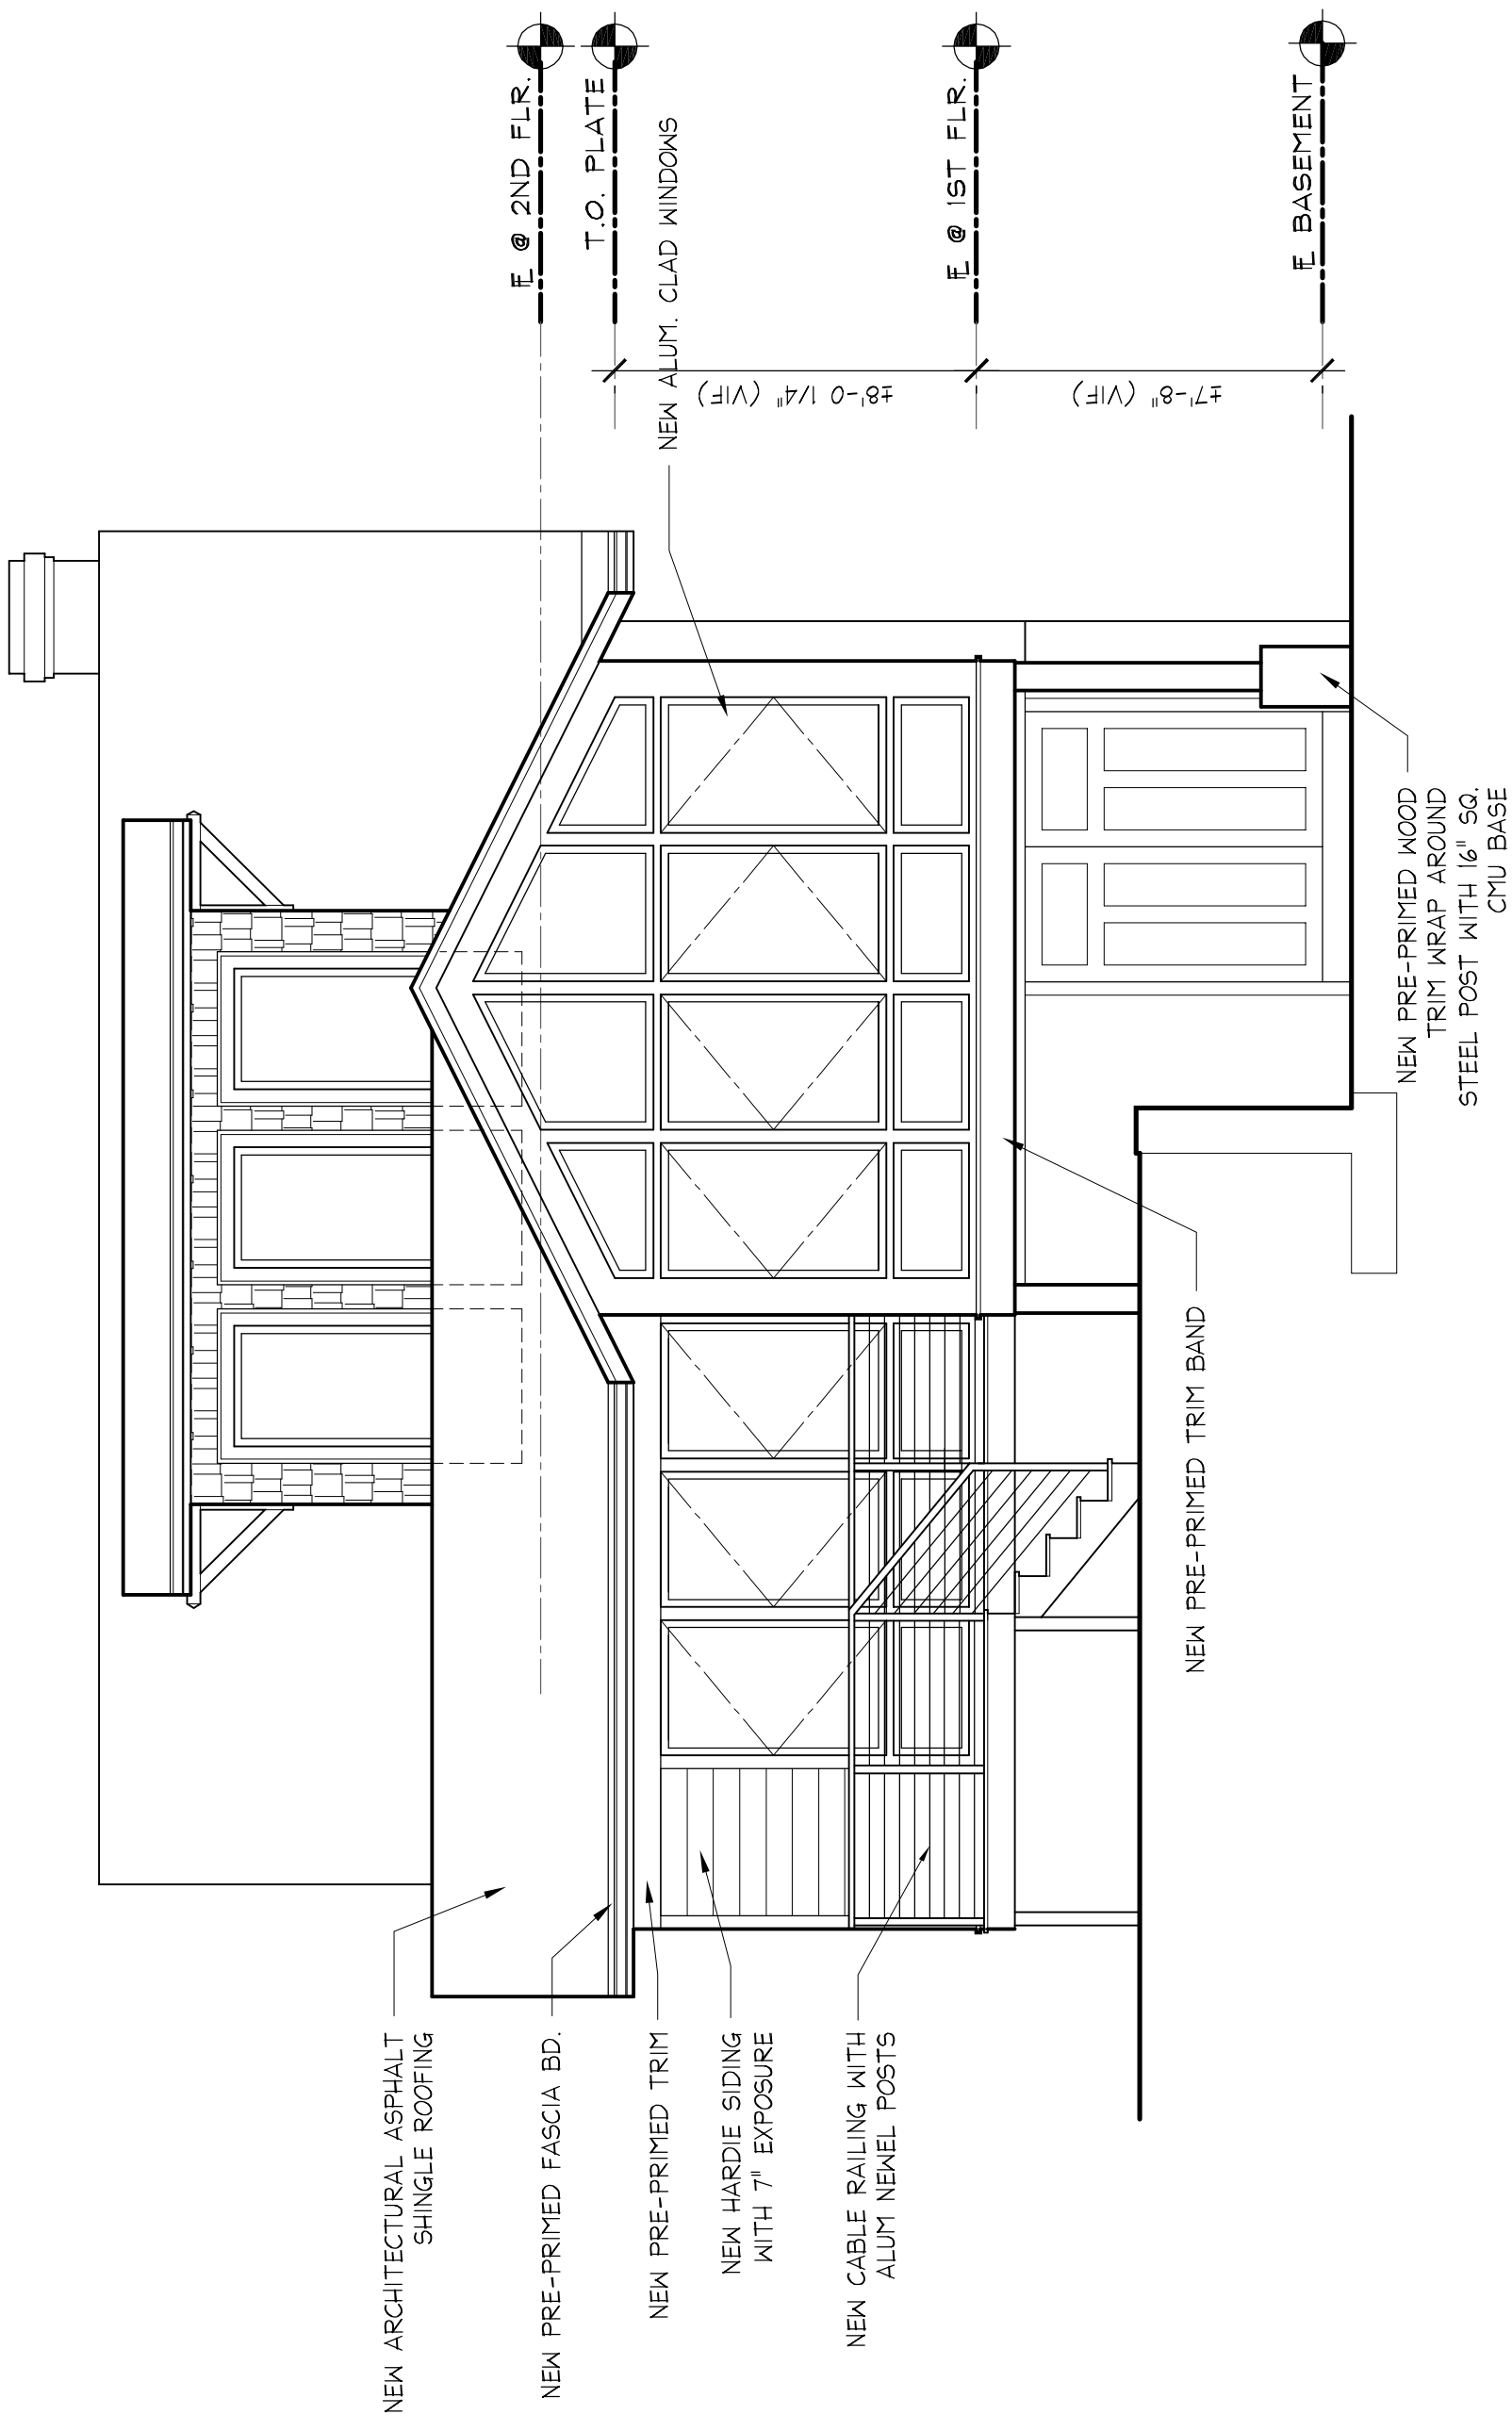 NEW ARCHITECTURAL ASPHALT
SHINGLE ROOFING
NEW PRE-PRIMED FASCIA BD.
NEW PRE-PRIMED TRIM
NEW HARDIE SIDING
WITH 7" EXPOSURE
NEW CABLE RAILING WITH
ALUM NEWEL POSTS
NEW PRE-PRIMED TRIM BAND
NEW PRE-PRIMED WOOD
TRIM WRAP AROUND
STEEL POST WITH 16" SQ.
CMU BASE
FL @ 2ND FLR.
T.O. PLATE
NEW ALUM. CLAD WINDOWS
±8'-0 1/4" (VIF)
FL @ 1ST FLR.
±7'-8" (VIF)
FL BASEMENT